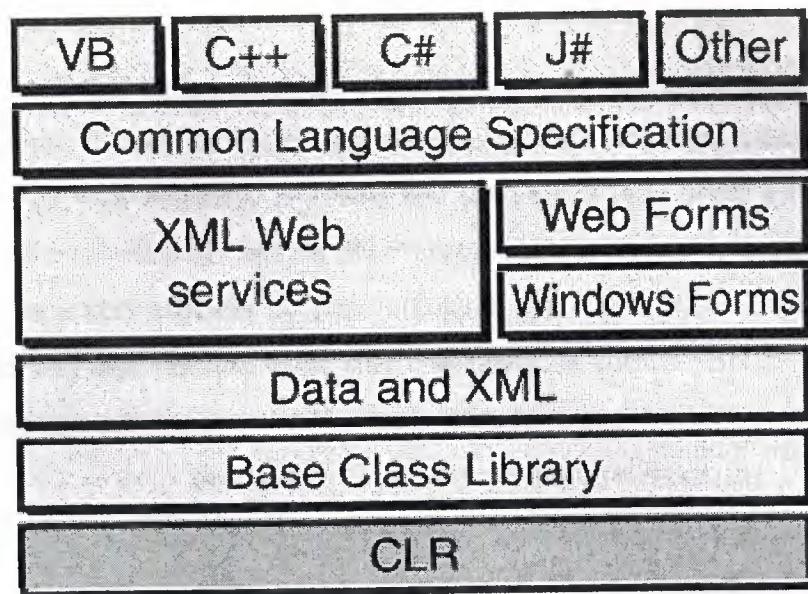 VB C++ C# J# Other
Common Language Specification
XML Web
services
Web Forms
Windows Forms
Data and XML
Base Class Library
CLR